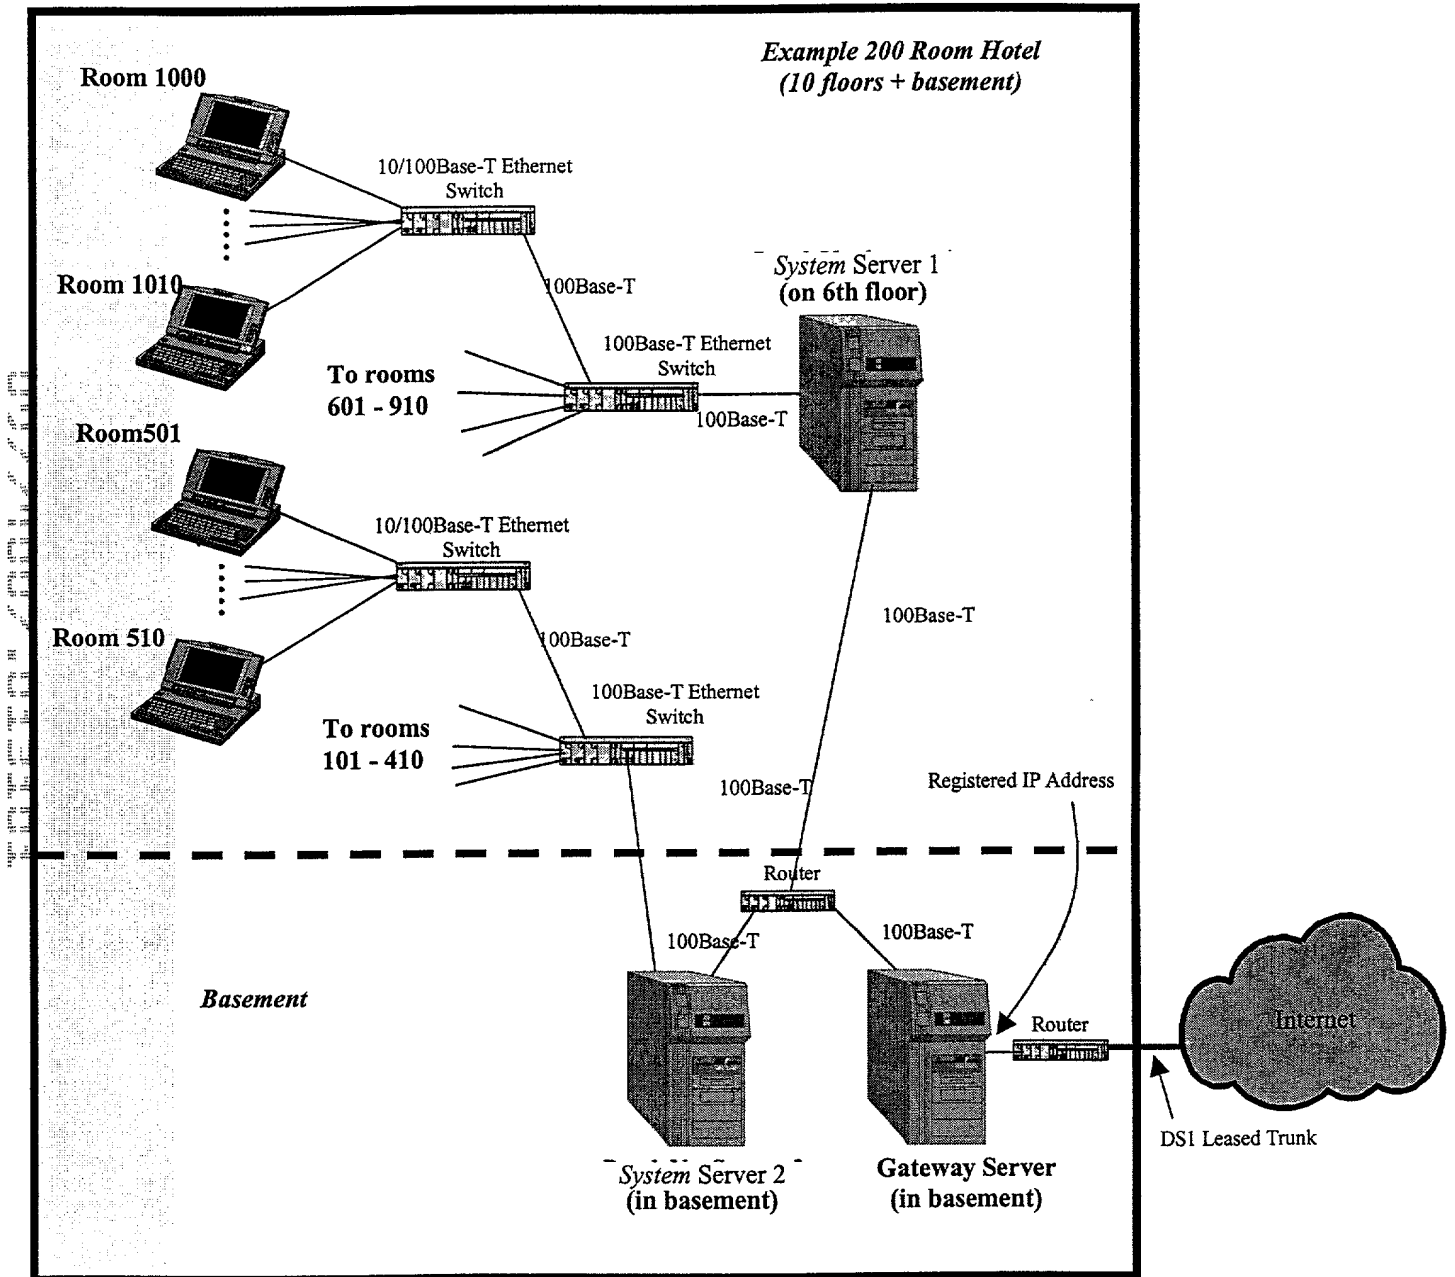 Example 200 Room Hotel
(10 floors + basement)
Room 1000
10/100Base-T Ethernet
Switch
Room 1010
100Base-T
System Server 1
(on 6th floor)
100Base-T Ethernet
Switch
To rooms
601 - 910
100Base-T
Room501
10/100Base-T Ethernet
Switch
100Base-T
Room 510
100Base-T
100Base-T Ethernet
Switch
To rooms
101 - 410
100Base-T
Registered IP Address
Router
100Base-T
100Base-T
Basement
Router
Internet
DS1 Leased Trunk
System Server 2
(in basement)
Gateway Server
(in basement)